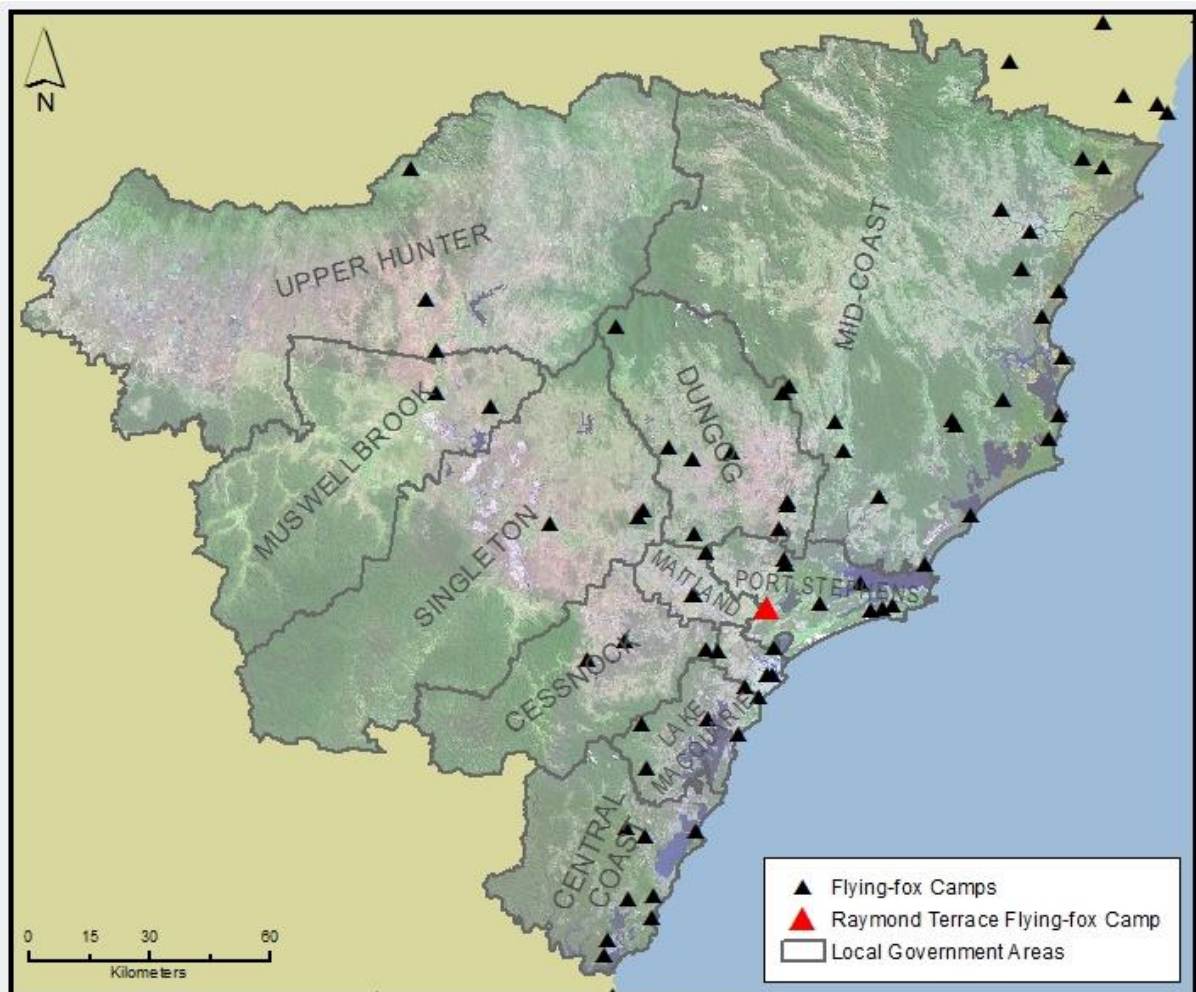 N
UPPER HUNTER
MID-COAST
DUNGOG
MUSWELLBROOK
SINGLETON
MAITLAND
PORT STEPHENS
CESSNOCK
LAKE
MACQUARIE
CENTRAL
COAST
0 15 30 60
Kilometers
Flying-fox Camps
Raymond Terrace Flying-fox Camp
Local Government Areas